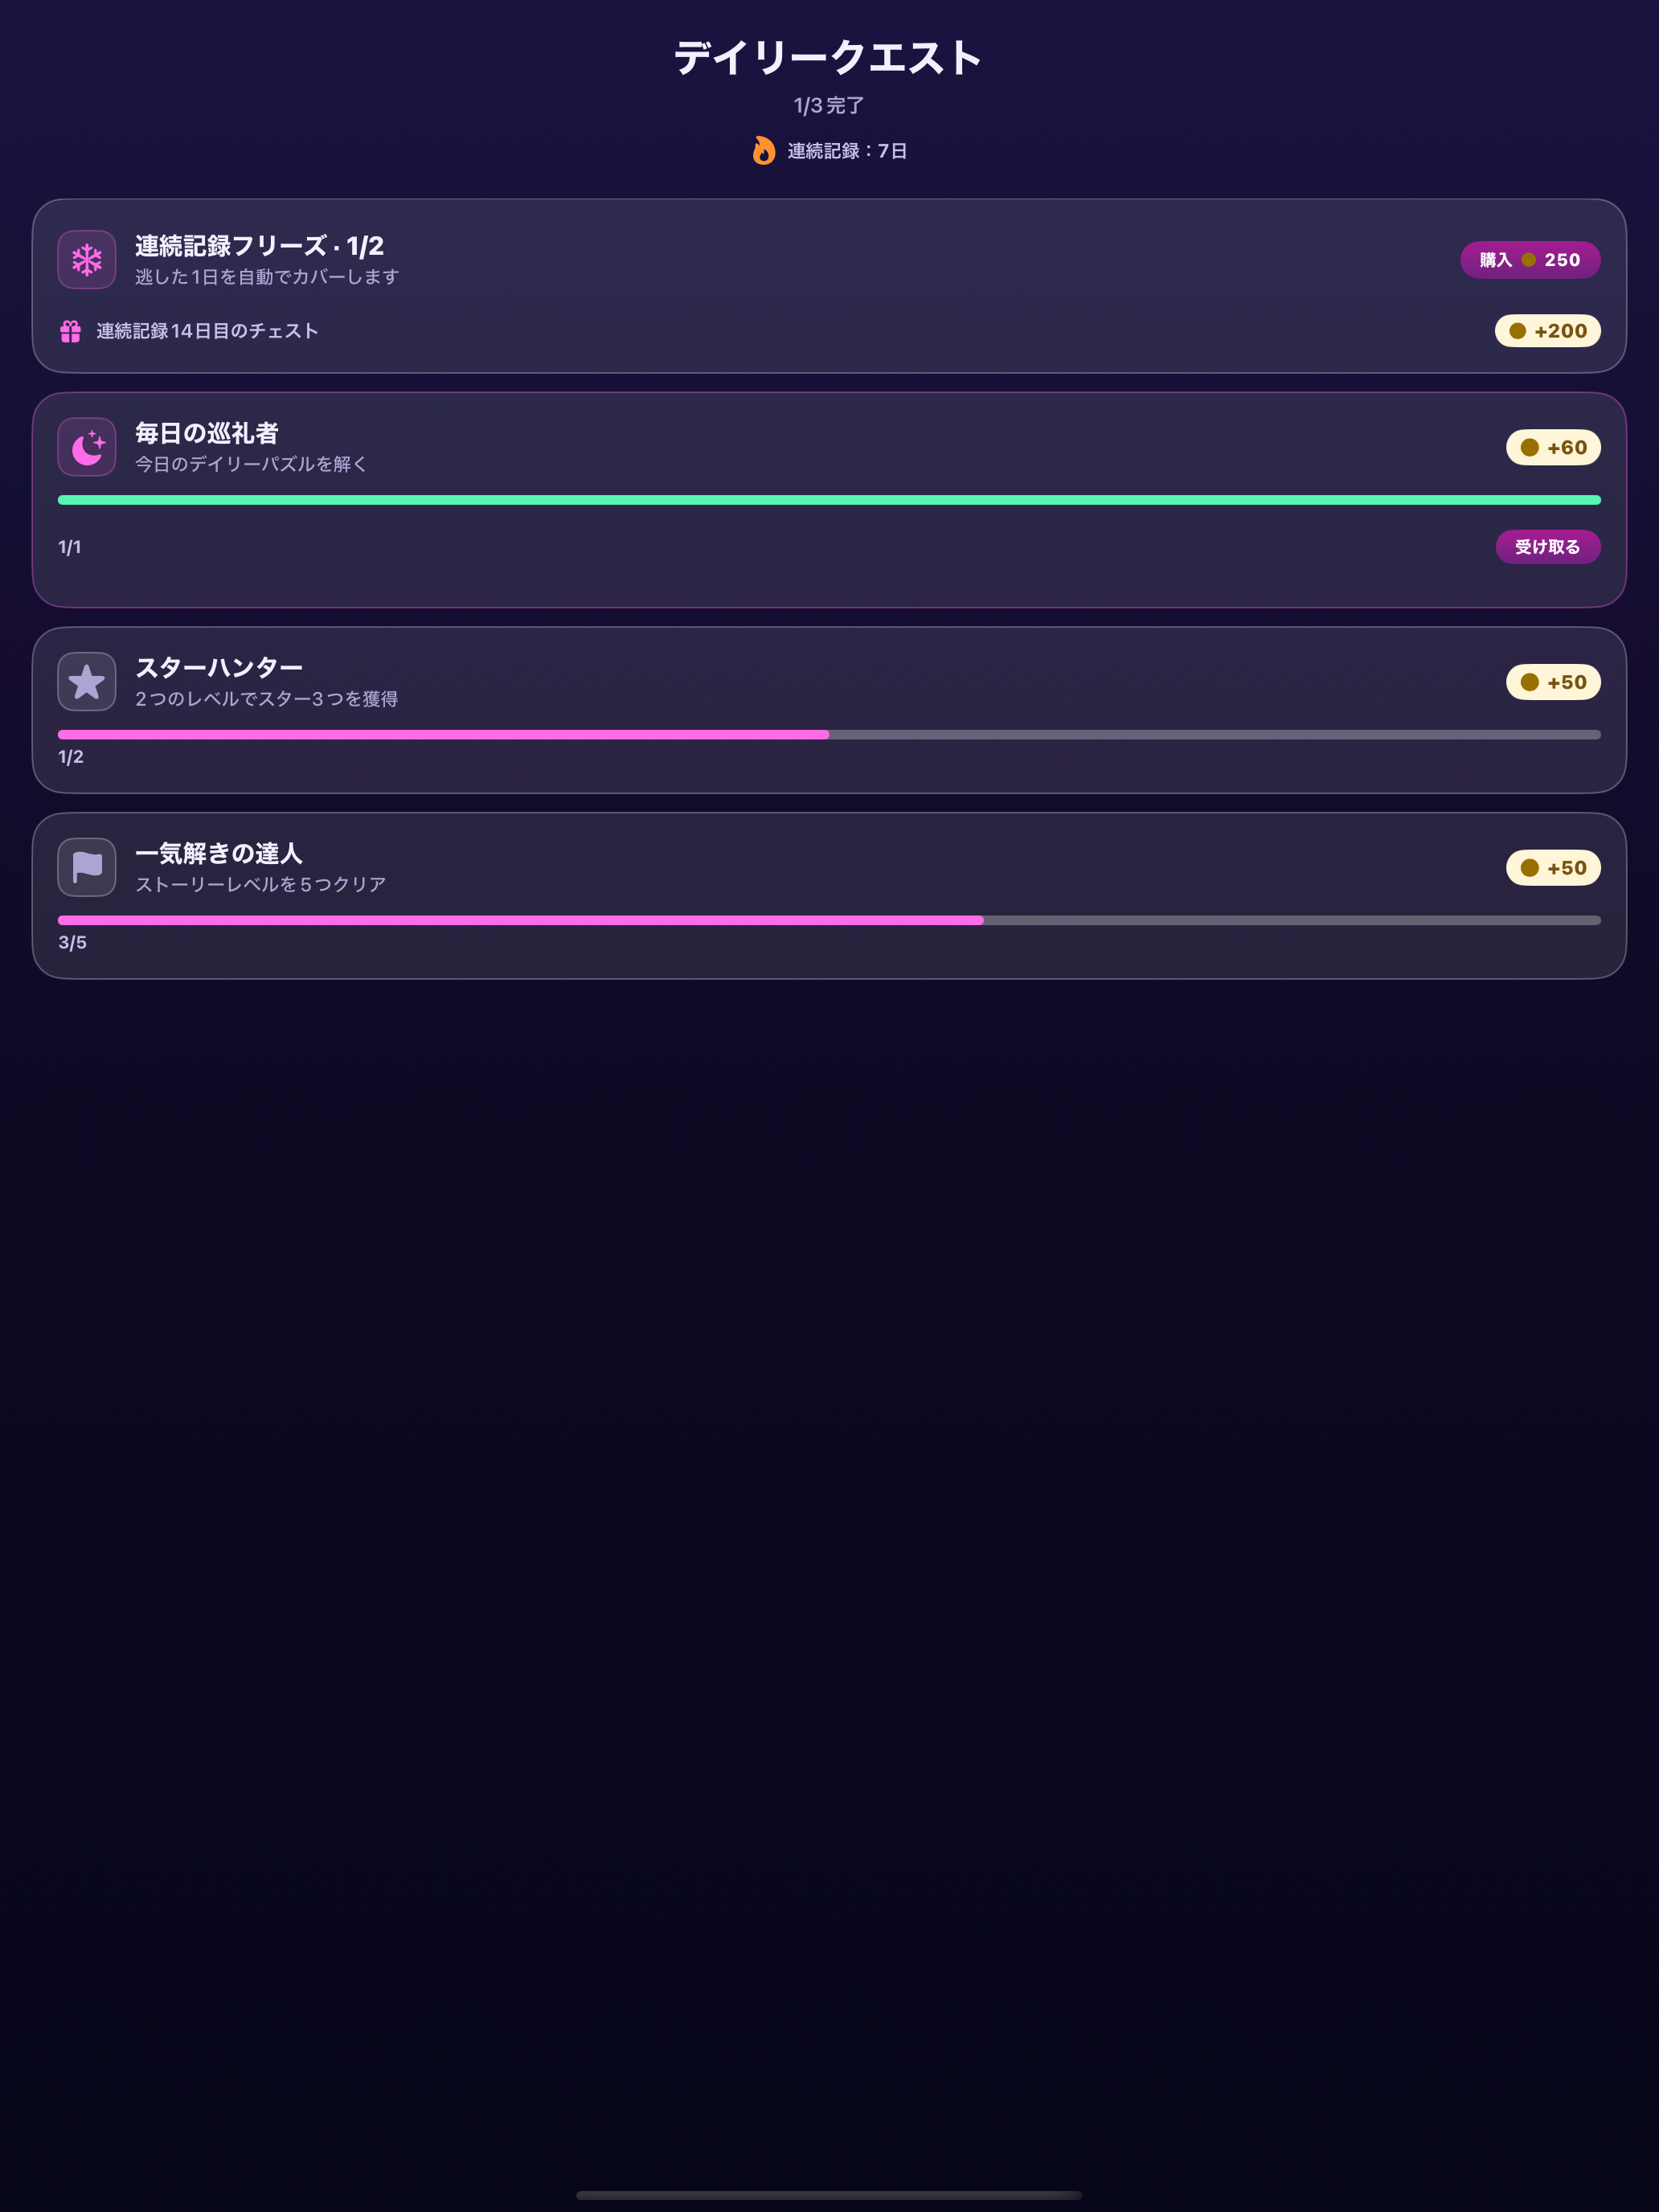 デイリークエスト
1/3 完了
連続記録：7日
連続記録フリーズ · 1/2
逃した1日を自動でカバーします
購入 250
連続記録14日目のチェスト
+200
毎日の巡礼者
今日のデイリーパズルを解く
+60
1/1
受け取る
スターハンター
2つのレベルでスター3つを獲得
+50
1/2
一気解きの達人
ストーリーレベルを5つクリア
+50
3/5